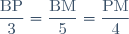 BP/3 = BM/5 = PM/4